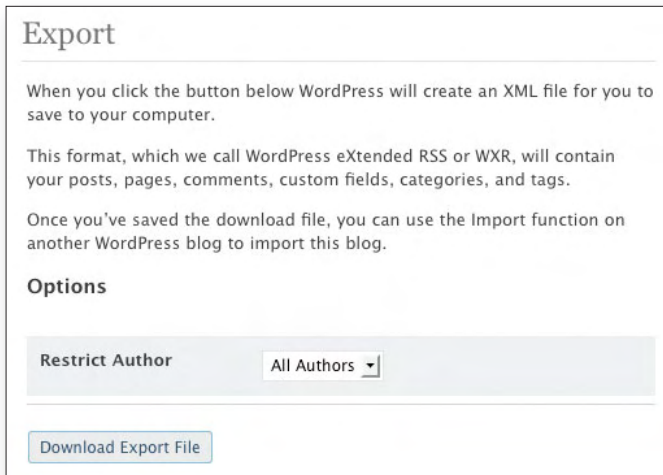 Export
When you click the button below WordPress will create an XML file for you to
save to your computer.
This format, which we call WordPress eXtended RSS or WXR, will contain
your posts, pages, comments, custom fields, categories, and tags.
Once you've saved the download file, you can use the Import function on
another WordPress blog to import this blog.
Options
Restrict Author All Authors
Download Export File